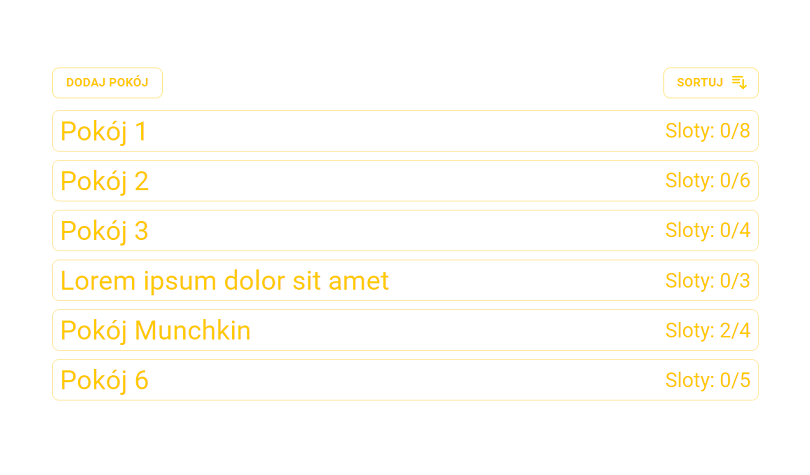 DODAJ POKÓJ
SORTUJ
Pokój 1 Sloty: 0/8
Pokój 2 Sloty: 0/6
Pokój 3 Sloty: 0/4
Lorem ipsum dolor sit amet Sloty: 0/3
Pokój Munchkin Sloty: 2/4
Pokój 6 Sloty: 0/5